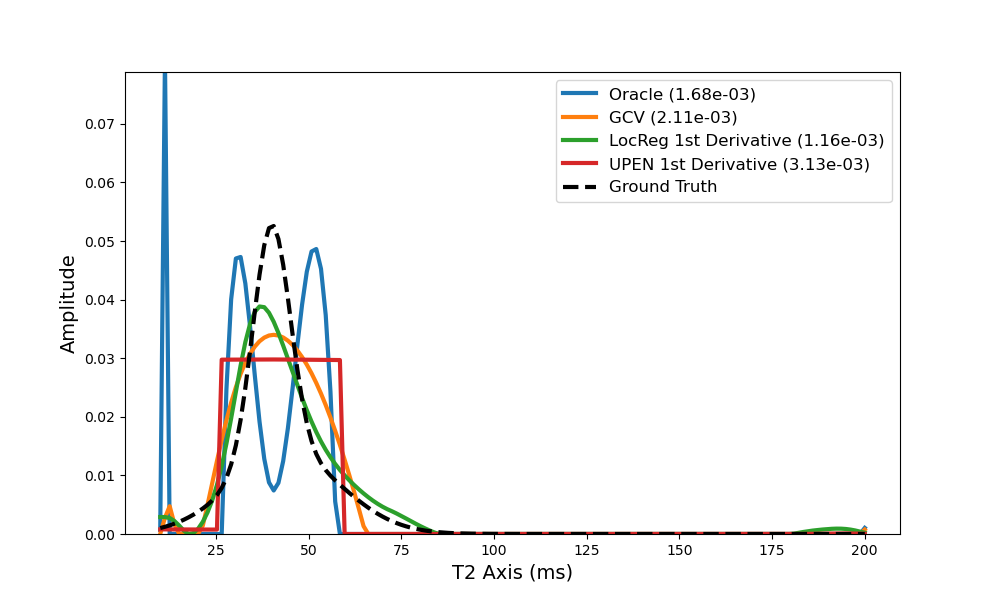 Oracle (1.68e-03)
GCV (2.11e-03)
LocReg 1st Derivative (1.16e-03)
UPEN 1st Derivative (3.13e-03)
Ground Truth
Amplitude
0.07
0.06
0.05
0.04
0.03
0.02
0.01
0.00
25 50 75 100 125 150 175 200
T2 Axis (ms)